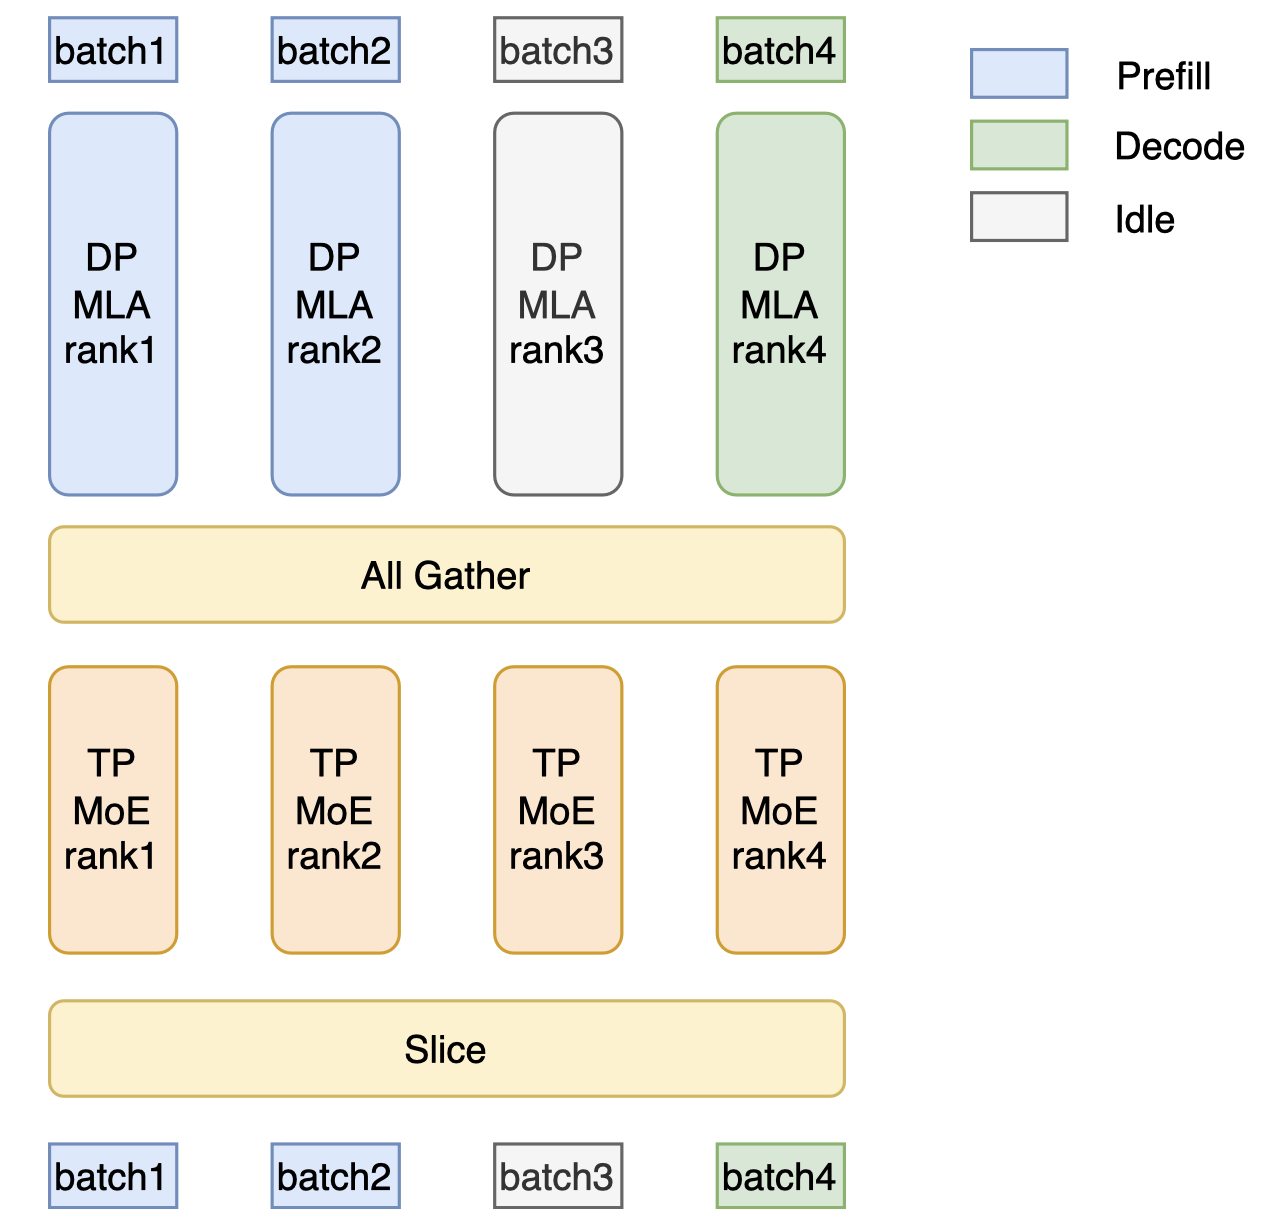 batch1
batch2
batch3
batch4
Prefill
Decode
Idle
DP
MLA
rank1
DP
MLA
rank2
DP
MLA
rank3
DP
MLA
rank4
All Gather
TP
MoE
rank1
TP
MoE
rank2
TP
MoE
rank3
TP
MoE
rank4
Slice
batch1
batch2
batch3
batch4